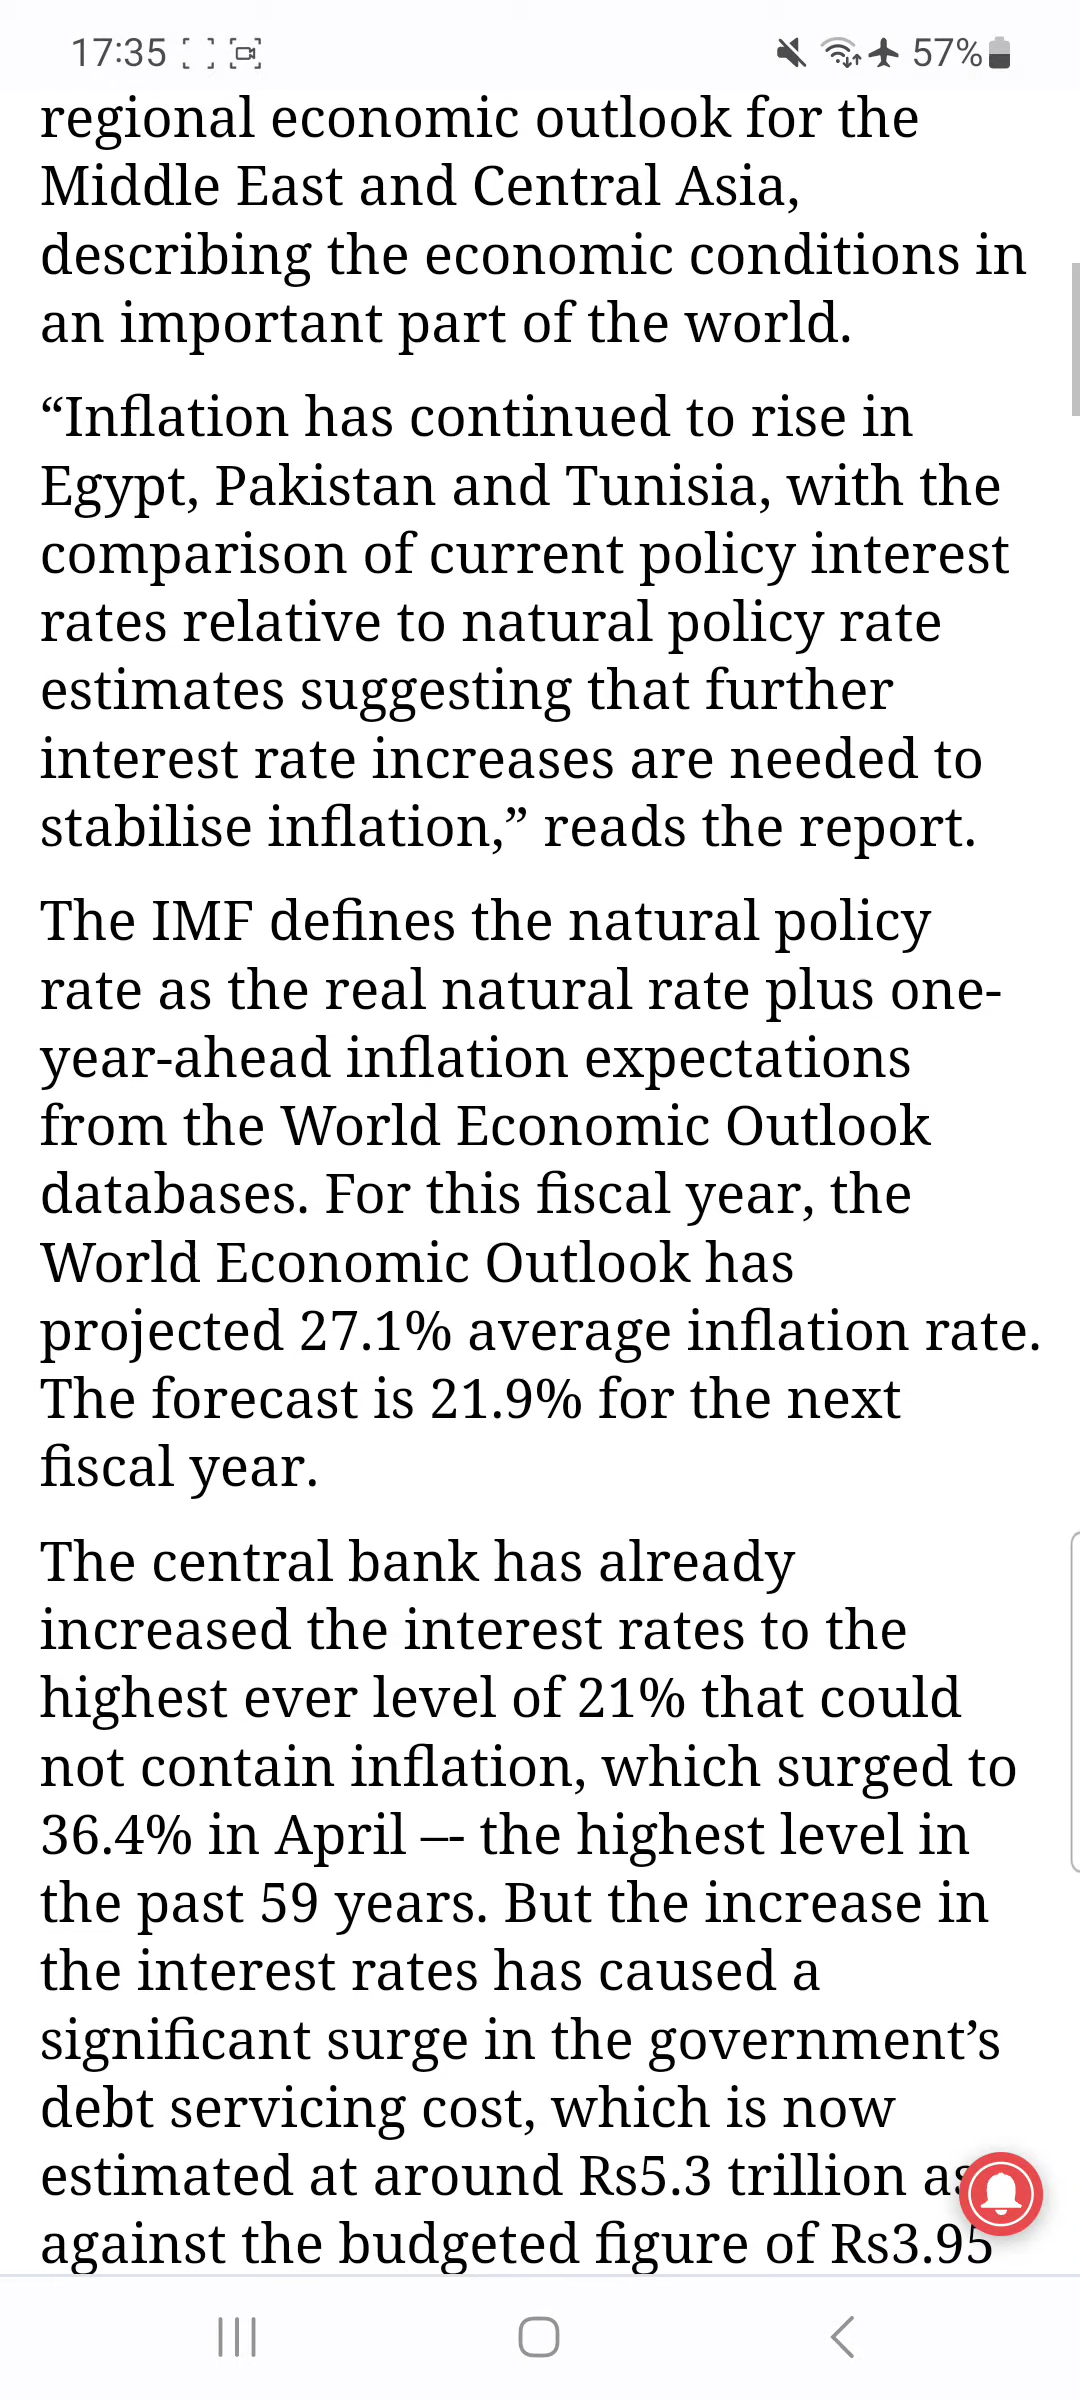 17:35
57%
regional economic outlook for the
Middle East and Central Asia,
describing the economic conditions in
an important part of the world.
“Inflation has continued to rise in
Egypt, Pakistan and Tunisia, with the
comparison of current policy interest
rates relative to natural policy rate
estimates suggesting that further
interest rate increases are needed to
stabilise inflation,” reads the report.
The IMF defines the natural policy
rate as the real natural rate plus one-
year-ahead inflation expectations
from the World Economic Outlook
databases. For this fiscal year, the
World Economic Outlook has
projected 27.1% average inflation rate.
The forecast is 21.9% for the next
fiscal year.
The central bank has already
increased the interest rates to the
highest ever level of 21% that could
not contain inflation, which surged to
36.4% in April –- the highest level in
the past 59 years. But the increase in
the interest rates has caused a
significant surge in the government’s
debt servicing cost, which is now
estimated at around Rs5.3 trillion as
against the budgeted figure of Rs3.95